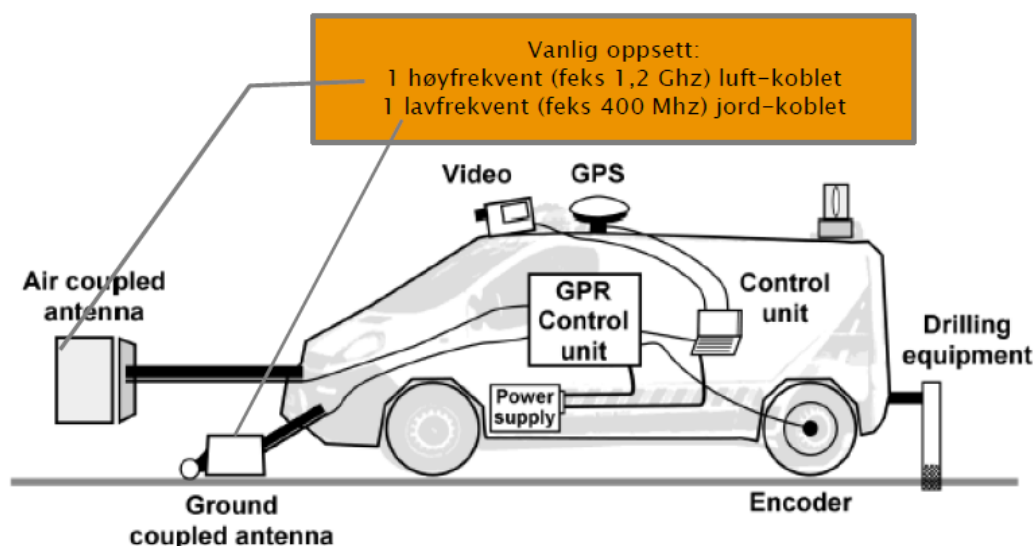 Vanlig oppsett:
1 høyfrekvent (feks 1,2 Ghz) luft-koblet
1 lavfrekvent (feks 400 Mhz) jord-koblet
Video
GPS
Air coupled
antenna
GPR
Control
unit
Control
unit
Drilling
equipment
Power
supply
Ground
coupled antenna
Encoder